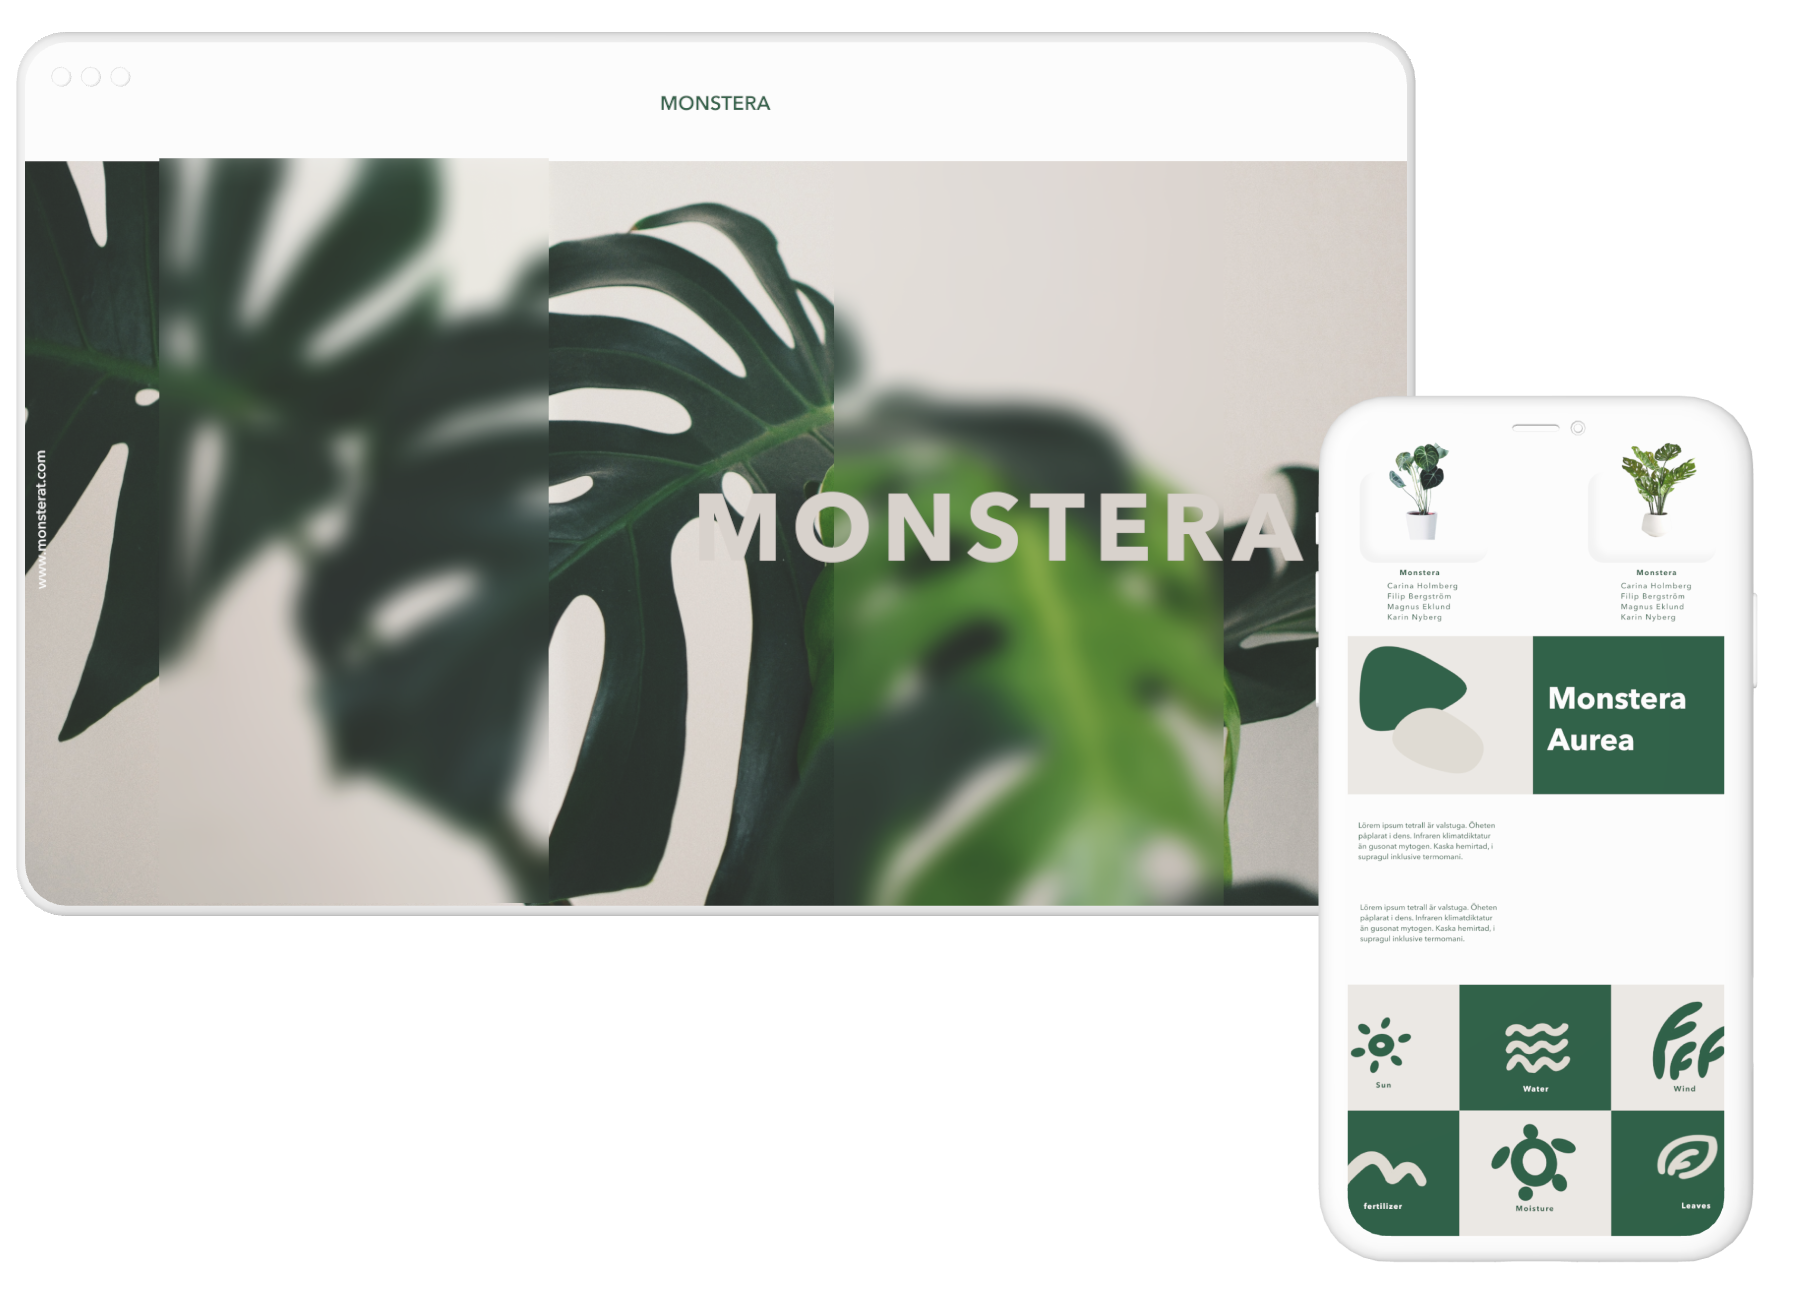 MONSTERA
www.monsterat.com
MONSTERA
Monstera
Carina Holmberg
Filip Bergström
Magnus Eklund
Karin Nyberg
Monstera
Carina Holmberg
Filip Bergström
Magnus Eklund
Karin Nyberg
Monstera
Aurea
Lörem ipsum tetrall är valstuga. Öheten
påplarat i dens. Infraren klimatdiktatur
än gusonat mytogen. Kaska hemirtad, i
supragul inklusive termomani.
Lörem ipsum tetrall är valstuga. Öheten
påplarat i dens. Infraren klimatdiktatur
än gusonat mytogen. Kaska hemirtad, i
supragul inklusive termomani.
Sun
Water
Wind
fertilizer
Moisture
Leaves